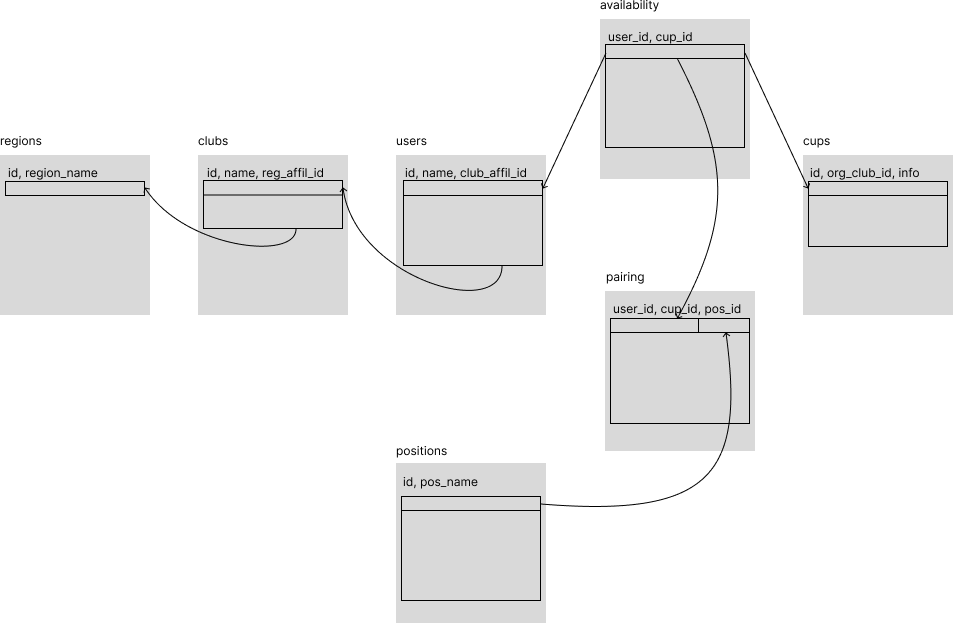 availability
user_id, cup_id
regions
id, region_name
clubs
id, name, reg_affil_id
users
id, name, club_affil_id
cups
id, org_club_id, info
pairing
user_id, cup_id, pos_id
positions
id, pos_name